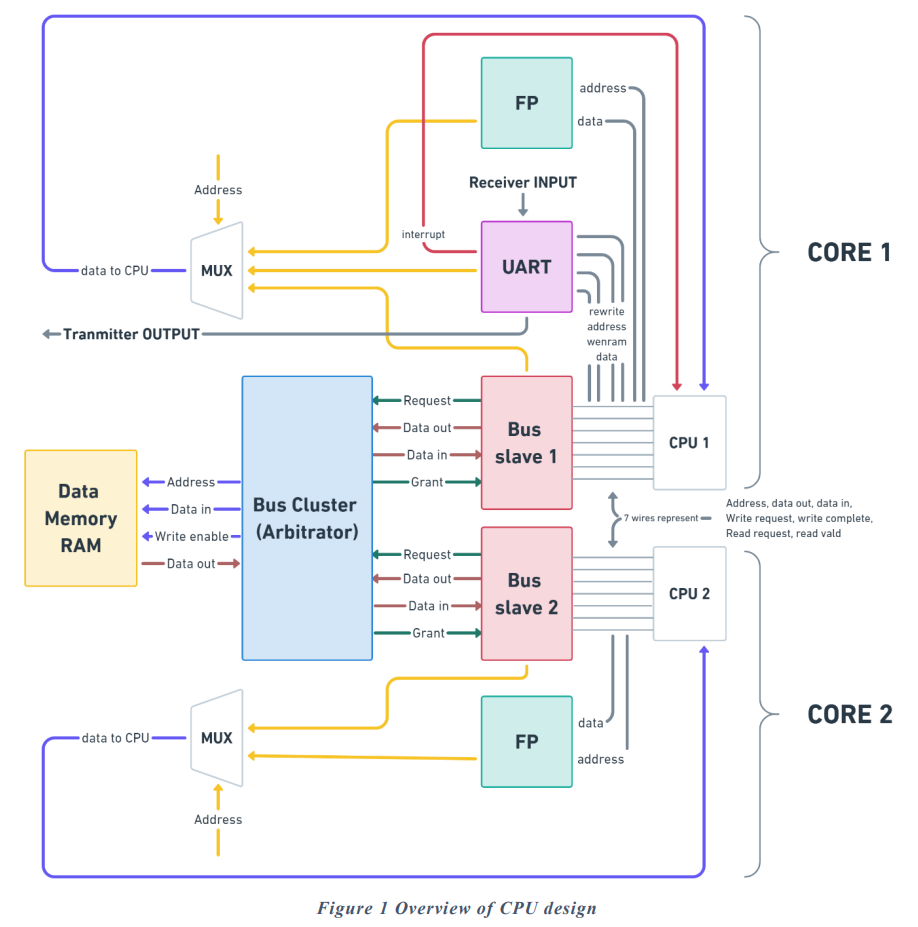 FP
address
data
CORE 1
Receiver INPUT
Address
interrupt
UART
MUX
data to CPU
rewrite
address
wenram
data
Tranmitter OUTPUT
Request
Data out
Data in
Grant
Bus
slave 1
CPU 1
Data
Memory
RAM
Address
Data in
Write enable
Data out
Bus Cluster
(Arbitrator)
7 wires represent
Address, data out, data in,
Write request, write complete,
Read request, read vald
Request
Data out
Data in
Grant
Bus
slave 2
CPU 2
CORE 2
data to CPU
MUX
FP
data
address
Address
Figure 1 Overview of CPU design